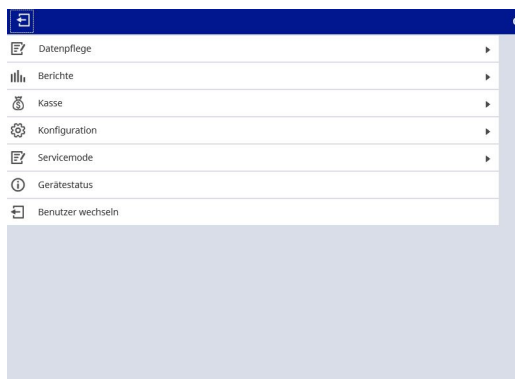 Datenpflege
Berichte
Kasse
Konfiguration
Servicemode
Gerätestatus
Benutzer wechseln